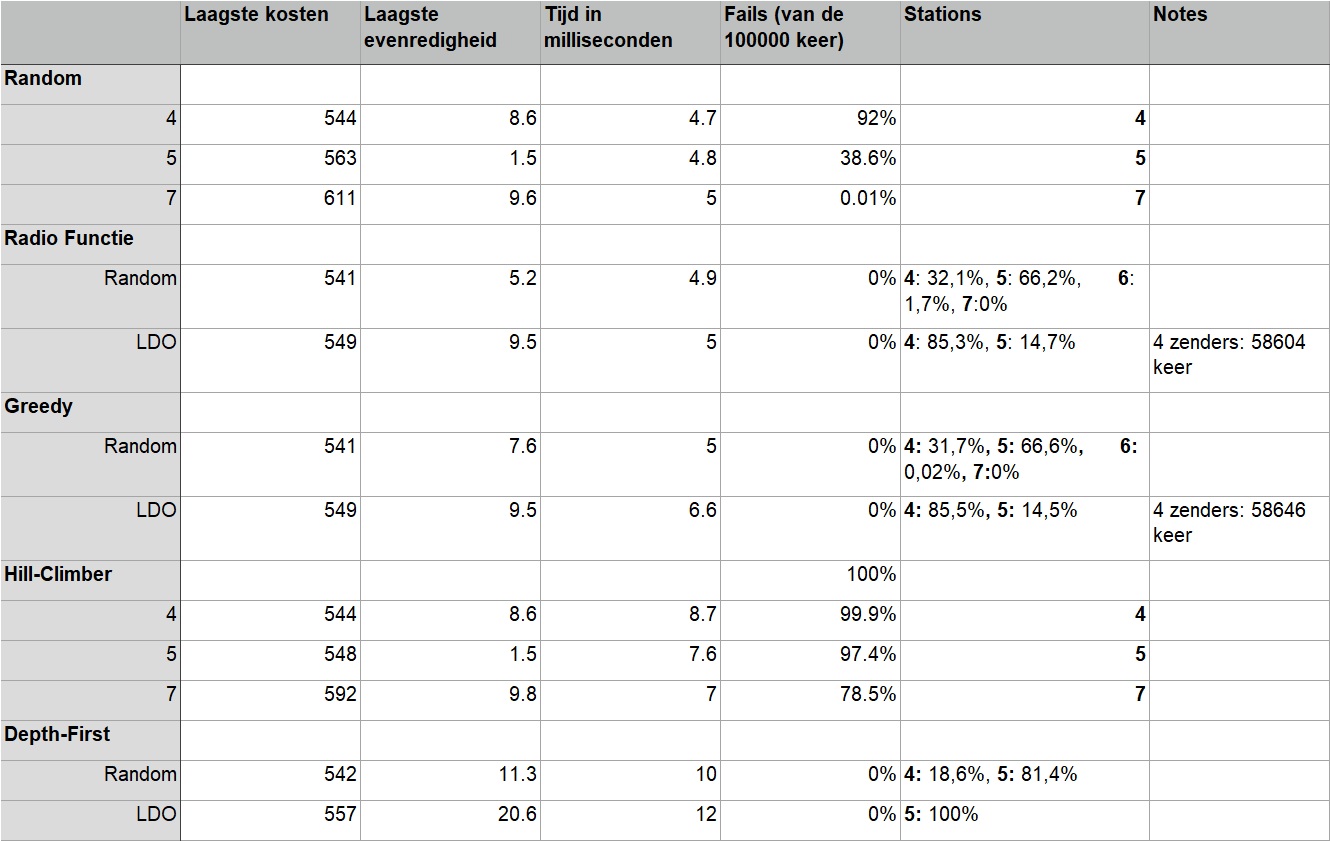 Laagste kosten Laagste evenredigheid Tijd in milliseconden Fails (van de 100000 keer) Stations Notes
Random
4 544 8.6 4.7 92% 4
5 563 1.5 4.8 38.6% 5
7 611 9.6 5 0.01% 7
Radio Functie
Random 541 5.2 4.9 0% 4: 32,1%, 5: 66,2%, 6: 1,7%, 7:0%
LDO 549 9.5 5 0% 4: 85,3%, 5: 14,7% 4 zenders: 58604 keer
Greedy
Random 541 7.6 5 0% 4: 31,7%, 5: 66,6%, 6: 0,02%, 7:0%
LDO 549 9.5 6.6 0% 4: 85,5%, 5: 14,5% 4 zenders: 58646 keer
Hill-Climber 100%
4 544 8.6 8.7 99.9% 4
5 548 1.5 7.6 97.4% 5
7 592 9.8 7 78.5% 7
Depth-First
Random 542 11.3 10 0% 4: 18,6%, 5: 81,4%
LDO 557 20.6 12 0% 5: 100%